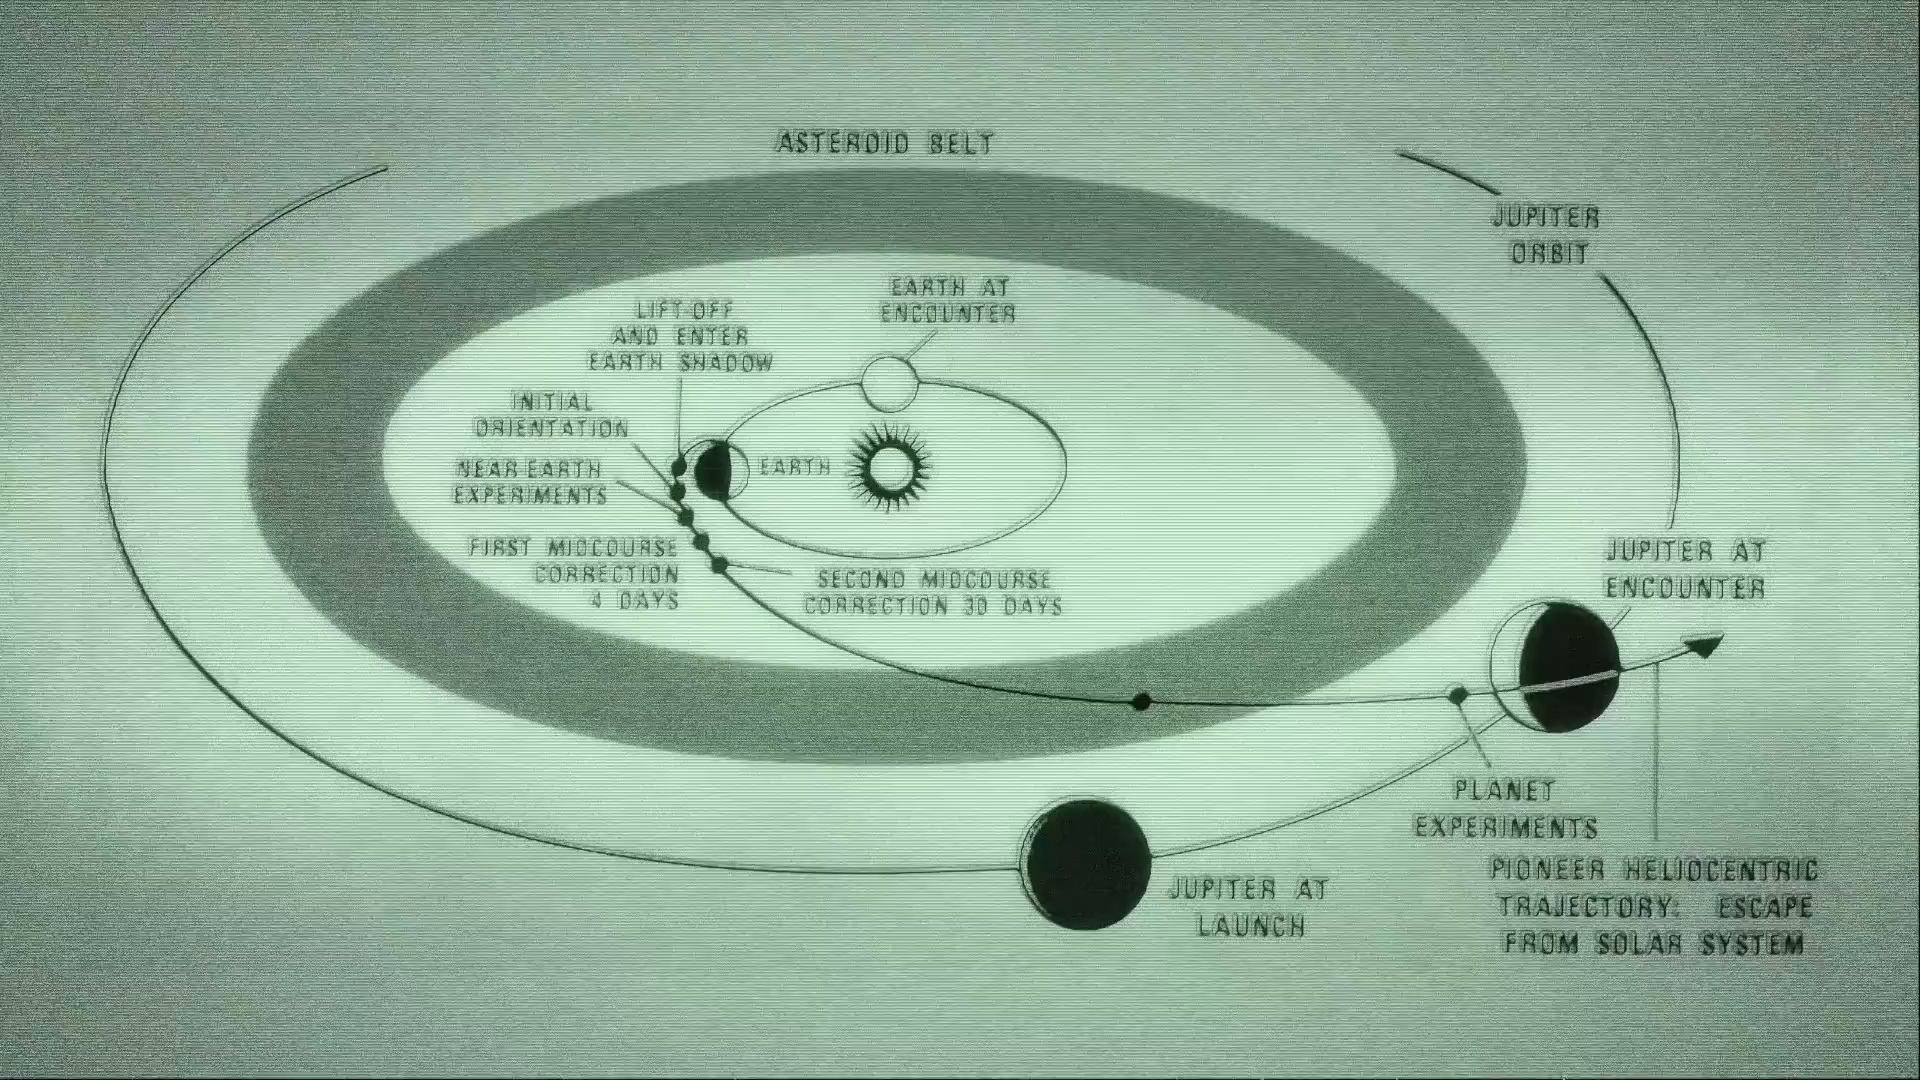 ASTEROID BELT
JUPITER
ORBIT
EARTH AT
ENCOUNTER
LIFT-OFF
AND ENTER
EARTH SHADOW
INITIAL
ORIENTATION
NEAR-EARTH
EXPERIMENTS
EARTH
FIRST MIDCOURSE
CORRECTION
4 DAYS
SECOND MIDCOURSE
CORRECTION 30 DAYS
JUPITER AT
ENCOUNTER
PLANET
EXPERIMENTS
JUPITER AT
LAUNCH
PIONEER HELIOCENTRIC
TRAJECTORY: ESCAPE
FROM SOLAR SYSTEM